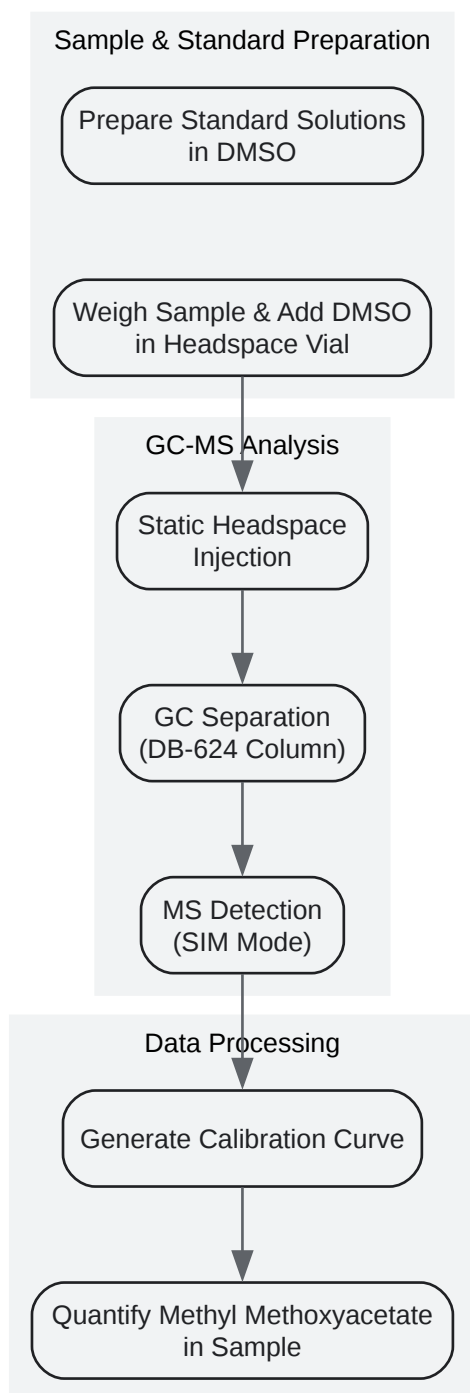 Sample & Standard Preparation
Prepare Standard Solutions
in DMSO
Weigh Sample & Add DMSO
in Headspace Vial
GC-MS Analysis
Static Headspace
Injection
GC Separation
(DB-624 Column)
MS Detection
(SIM Mode)
Data Processing
Generate Calibration Curve
Quantify Methyl Methoxyacetate
in Sample